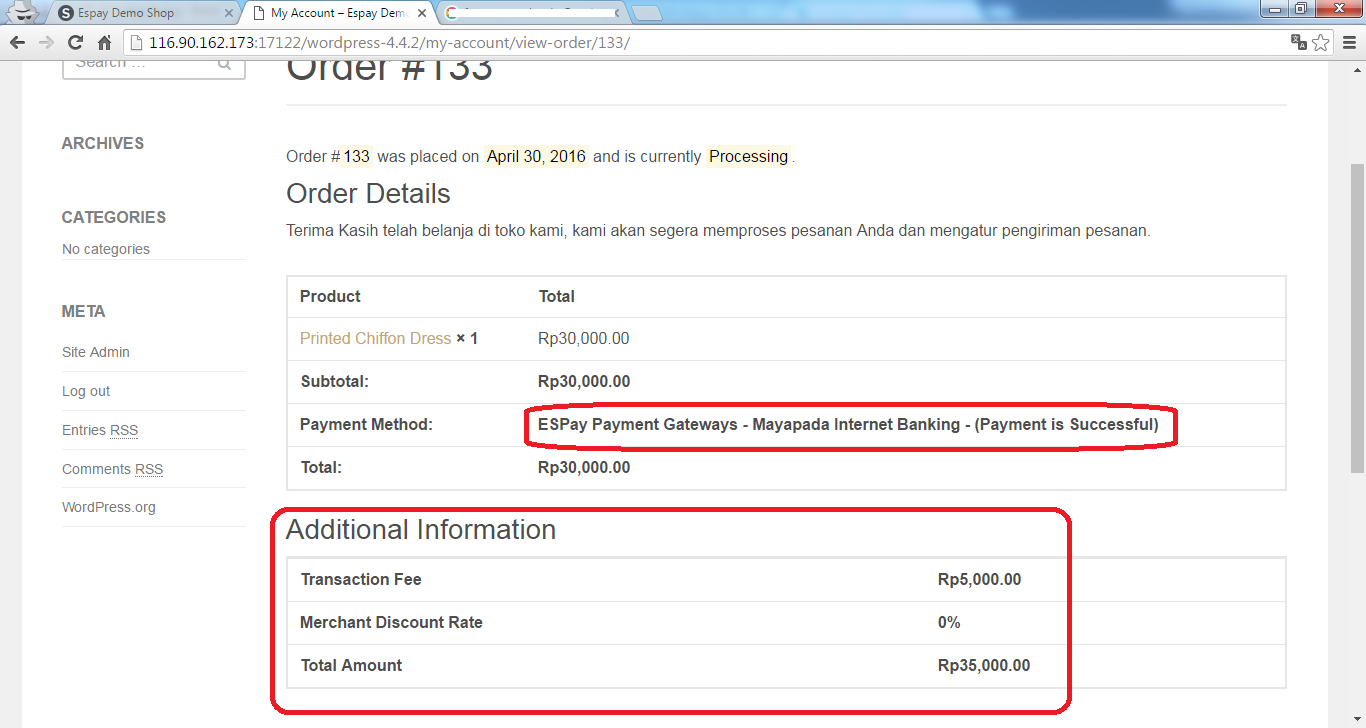 Espay Demo Shop
My Account – Espay Demo
116.90.162.173:17122/wordpress-4.4.2/my-account/view-order/133/
Search …
Order #133
ARCHIVES
CATEGORIES
No categories
META
Site Admin
Log out
Entries RSS
Comments RSS
WordPress.org
Order #133 was placed on April 30, 2016 and is currently Processing.
Order Details
Terima Kasih telah belanja di toko kami, kami akan segera memproses pesanan Anda dan mengatur pengiriman pesanan.
Product Total
Printed Chiffon Dress × 1 Rp30,000.00
Subtotal: Rp30,000.00
Payment Method: ESPay Payment Gateways - Mayapada Internet Banking - (Payment is Successful)
Total: Rp30,000.00
Additional Information
Transaction Fee Rp5,000.00
Merchant Discount Rate 0%
Total Amount Rp35,000.00